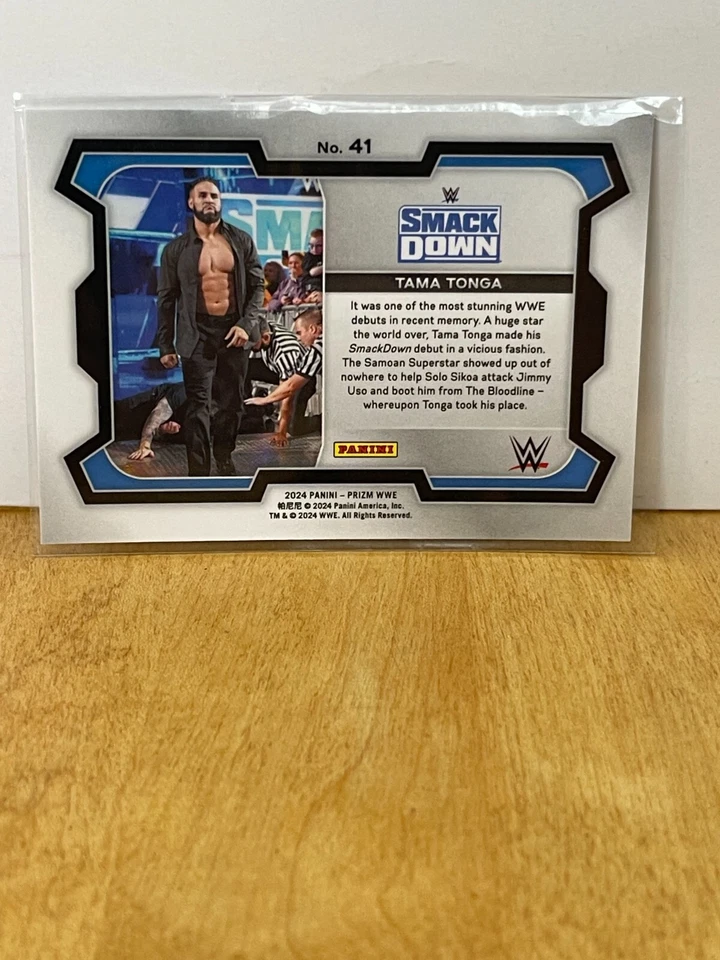 No. 41
SMA
W
SMACK
DOWN
TAMA TONGA
It was one of the most stunning WWE
debuts in recent memory. A huge star
the world over, Tama Tonga made his
SmackDown debut in a vicious fashion.
The Samoan Superstar showed up out of
nowhere to help Solo Sikoa attack Jimmy
Uso and boot him from The Bloodline –
whereupon Tonga took his place.
PANINI
W
2024 PANINI – PRIZM WWE
帕尼尼 © 2024 Panini America, Inc.
TM & © 2024 WWE. All Rights Reserved.